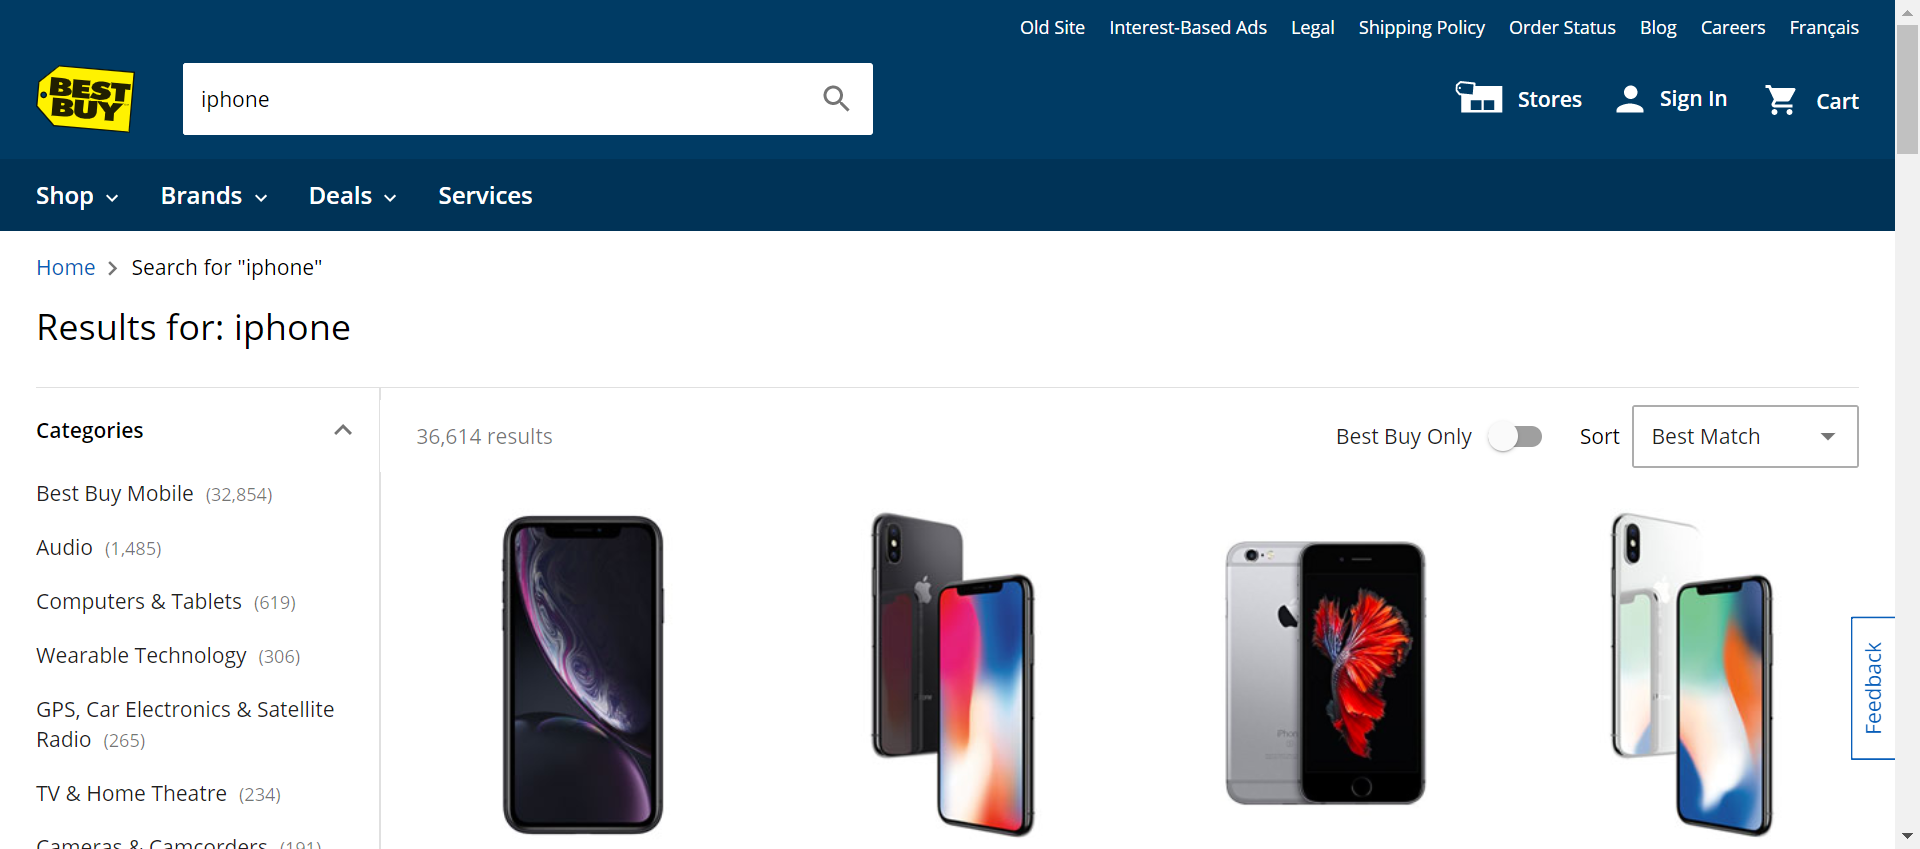 Old Site Interest-Based Ads Legal Shipping Policy Order Status Blog Careers Français
BEST
BUY
iphone
Stores Sign In Cart
Shop Brands Deals Services
Home Search for "iphone"
Results for: iphone
Categories
36,614 results Best Buy Only Sort Best Match
Best Buy Mobile (32,854)
Audio (1,485)
Computers & Tablets (619)
Wearable Technology (306)
GPS, Car Electronics & Satellite
Radio (265)
TV & Home Theatre (234)
Cameras & Camcorders (191)
Feedback